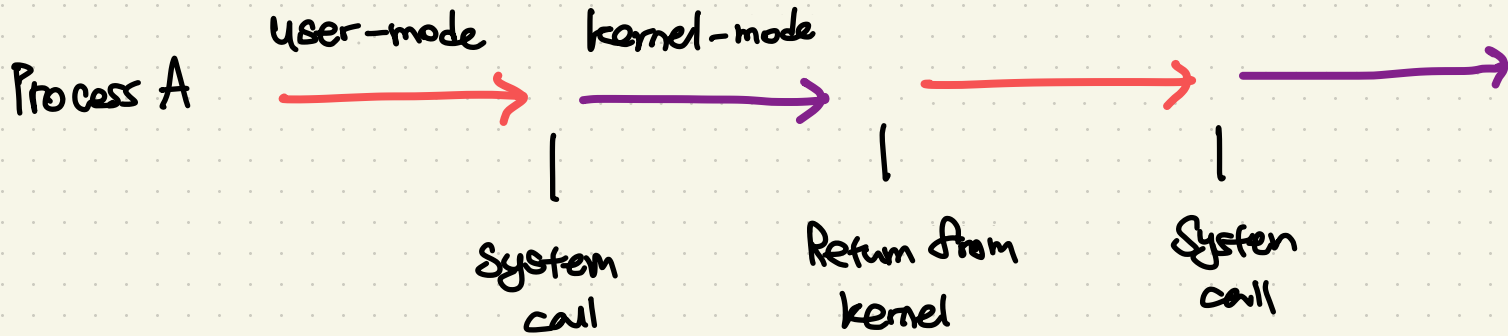 user-mode kernel-mode
Process A
System Return from System
call kernel call